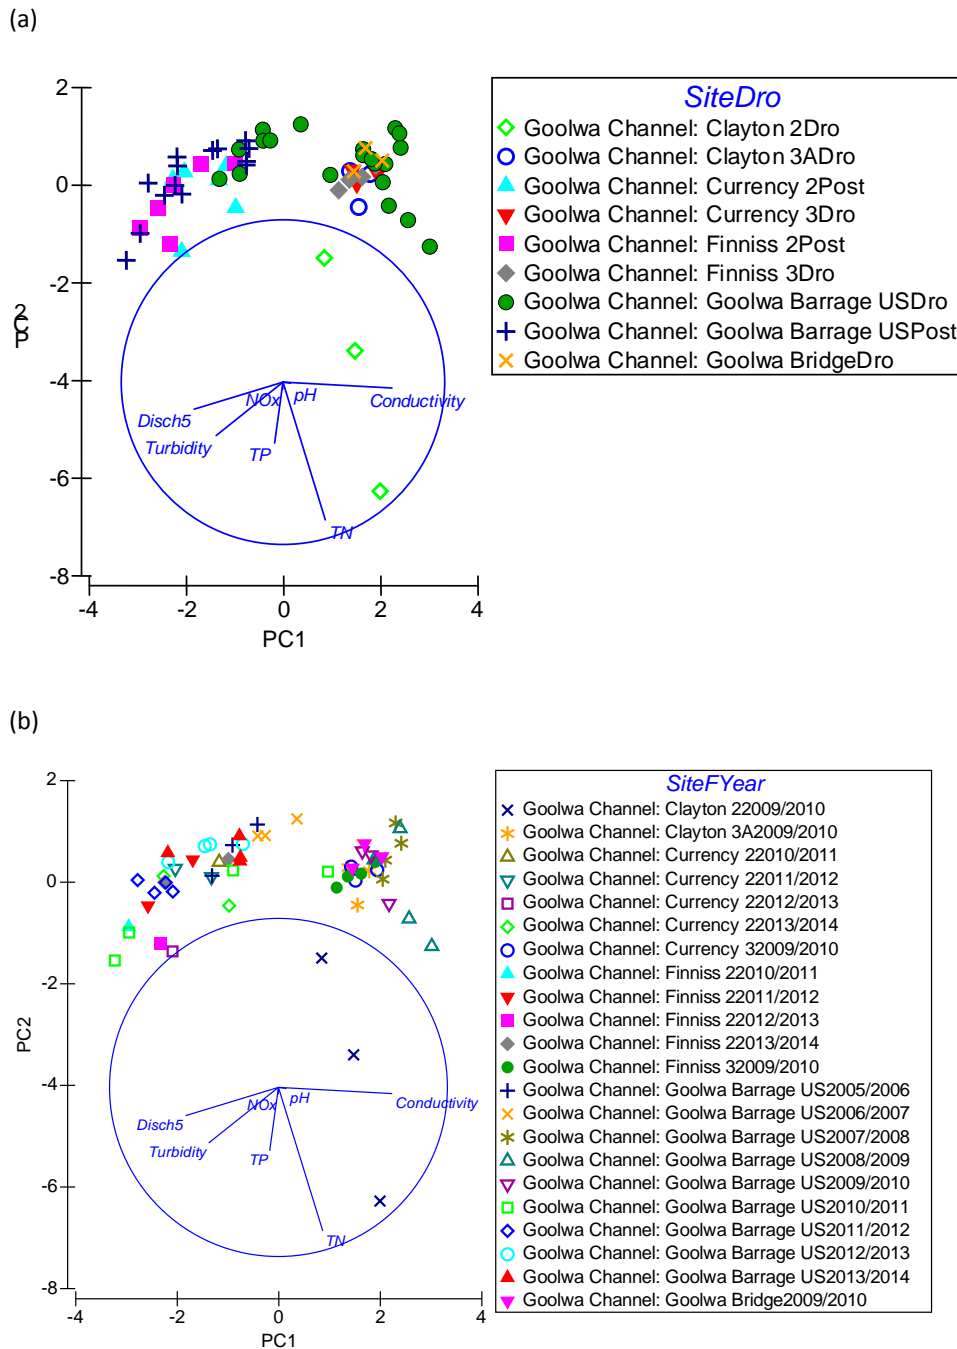 (a)
2
0
-2
-4
-6
-8
PC2
-4
-2
0
2
4
PC1
NOx
pH
Conductivity
Disch5
Turbidity
TP
TN
SiteDro
Goolwa Channel: Clayton 2Dro
Goolwa Channel: Clayton 3ADro
Goolwa Channel: Currency 2Post
Goolwa Channel: Currency 3Dro
Goolwa Channel: Finniss 2Post
Goolwa Channel: Finniss 3Dro
Goolwa Channel: Goolwa Barrage USDro
Goolwa Channel: Goolwa Barrage USPost
Goolwa Channel: Goolwa BridgeDro
(b)
2
0
-2
-4
-6
-8
PC2
-4
-2
0
2
4
PC1
NOx
pH
Conductivity
Disch5
Turbidity
TP
TN
SiteFYear
Goolwa Channel: Clayton 22009/2010
Goolwa Channel: Clayton 3A2009/2010
Goolwa Channel: Currency 22010/2011
Goolwa Channel: Currency 22011/2012
Goolwa Channel: Currency 22012/2013
Goolwa Channel: Currency 22013/2014
Goolwa Channel: Currency 32009/2010
Goolwa Channel: Finniss 22010/2011
Goolwa Channel: Finniss 22011/2012
Goolwa Channel: Finniss 22012/2013
Goolwa Channel: Finniss 22013/2014
Goolwa Channel: Finniss 32009/2010
Goolwa Channel: Goolwa Barrage US2005/2006
Goolwa Channel: Goolwa Barrage US2006/2007
Goolwa Channel: Goolwa Barrage US2007/2008
Goolwa Channel: Goolwa Barrage US2008/2009
Goolwa Channel: Goolwa Barrage US2009/2010
Goolwa Channel: Goolwa Barrage US2010/2011
Goolwa Channel: Goolwa Barrage US2011/2012
Goolwa Channel: Goolwa Barrage US2012/2013
Goolwa Channel: Goolwa Barrage US2013/2014
Goolwa Channel: Goolwa Bridge2009/2010